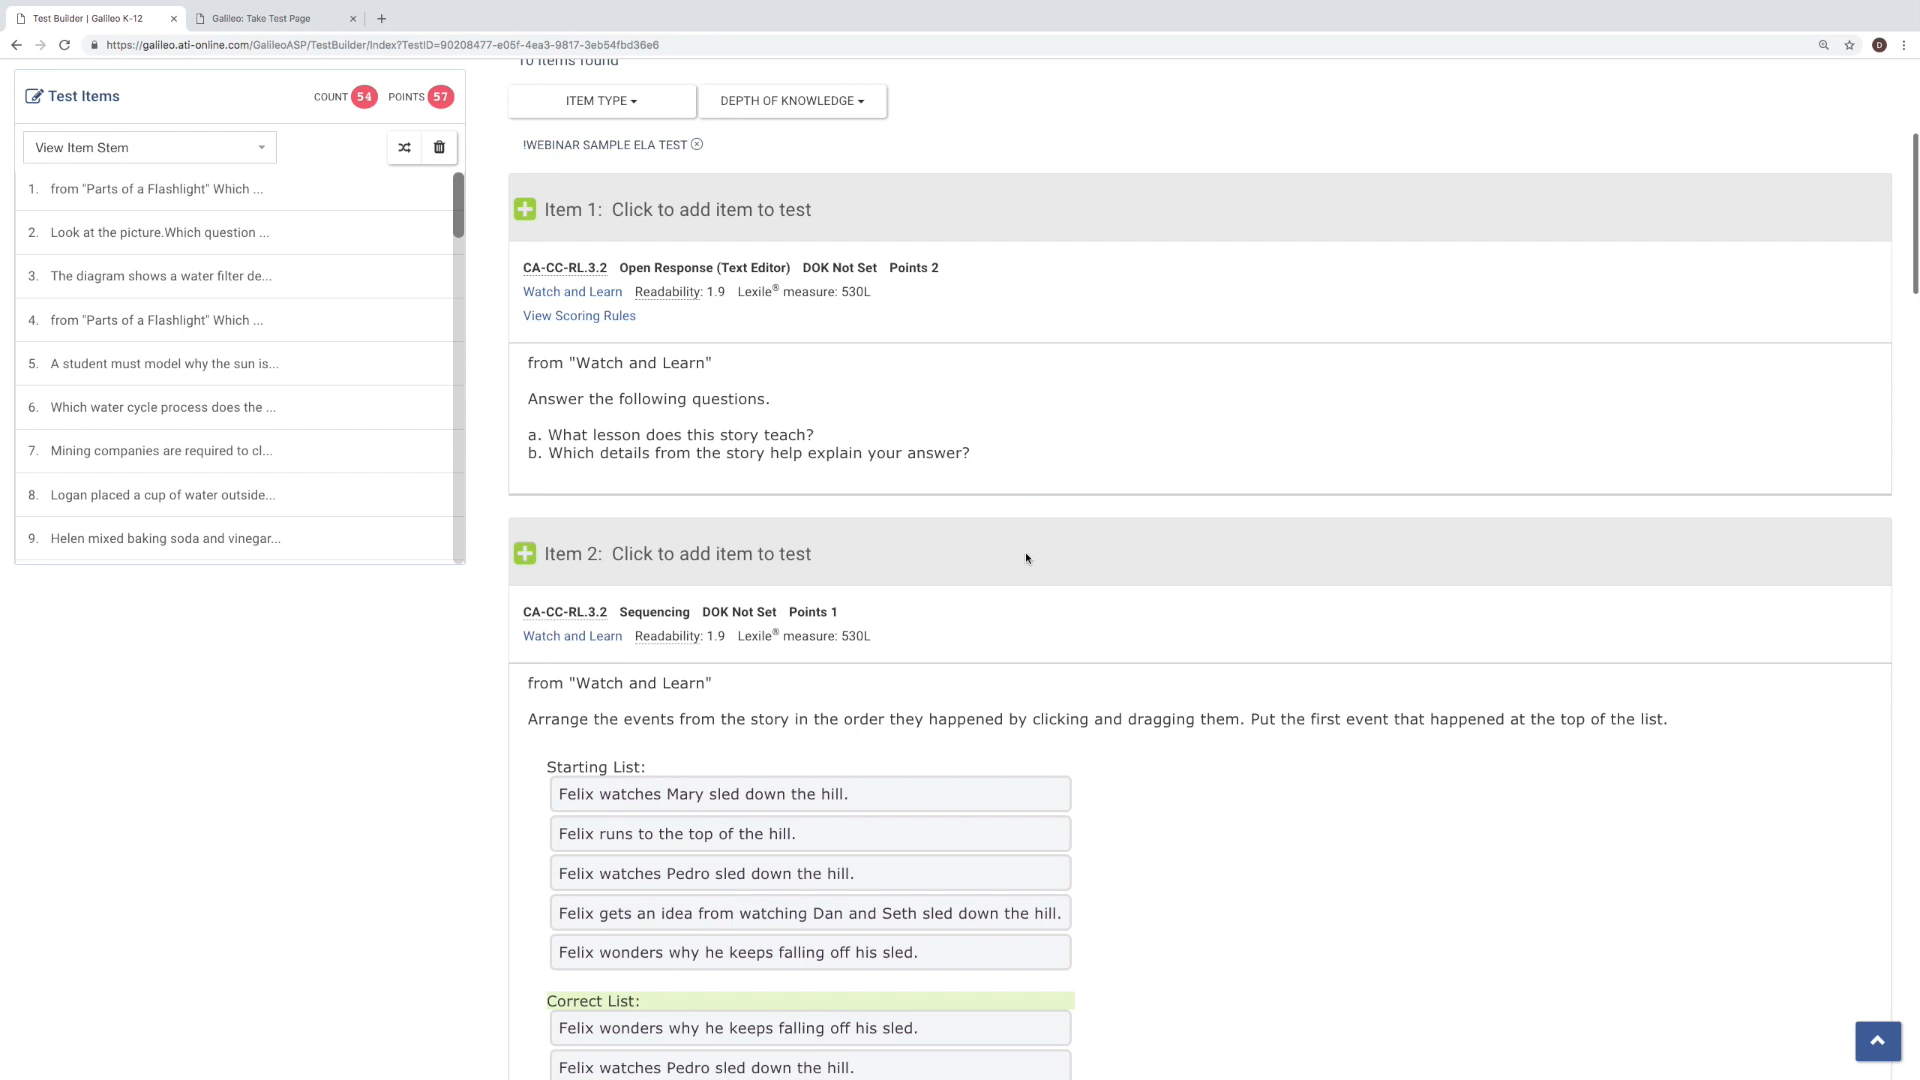 Test Builder | Galileo K-12
Galileo: Take Test Page
https://galileo.ati-online.com/GalileoASP/TestBuilder/Index?TestID=90208477-e05f-4ea3-9817-3eb54fbd36e6
D
Test Items
COUNT 54 POINTS 57
View Item Stem
1. from "Parts of a Flashlight" Which ...
2. Look at the picture.Which question ...
3. The diagram shows a water filter de...
4. from "Parts of a Flashlight" Which ...
5. A student must model why the sun is...
6. Which water cycle process does the ...
7. Mining companies are required to cl...
8. Logan placed a cup of water outside...
9. Helen mixed baking soda and vinegar...
10 items found
ITEM TYPE
DEPTH OF KNOWLEDGE
!WEBINAR SAMPLE ELA TEST
Item 1: Click to add item to test
CA-CC-RL.3.2 Open Response (Text Editor) DOK Not Set Points 2
Watch and Learn Readability: 1.9 Lexile® measure: 530L
View Scoring Rules
from "Watch and Learn"
Answer the following questions.
a. What lesson does this story teach?
b. Which details from the story help explain your answer?
Item 2: Click to add item to test
CA-CC-RL.3.2 Sequencing DOK Not Set Points 1
Watch and Learn Readability: 1.9 Lexile® measure: 530L
from "Watch and Learn"
Arrange the events from the story in the order they happened by clicking and dragging them. Put the first event that happened at the top of the list.
Starting List:
Felix watches Mary sled down the hill.
Felix runs to the top of the hill.
Felix watches Pedro sled down the hill.
Felix gets an idea from watching Dan and Seth sled down the hill.
Felix wonders why he keeps falling off his sled.
Correct List:
Felix wonders why he keeps falling off his sled.
Felix watches Pedro sled down the hill.